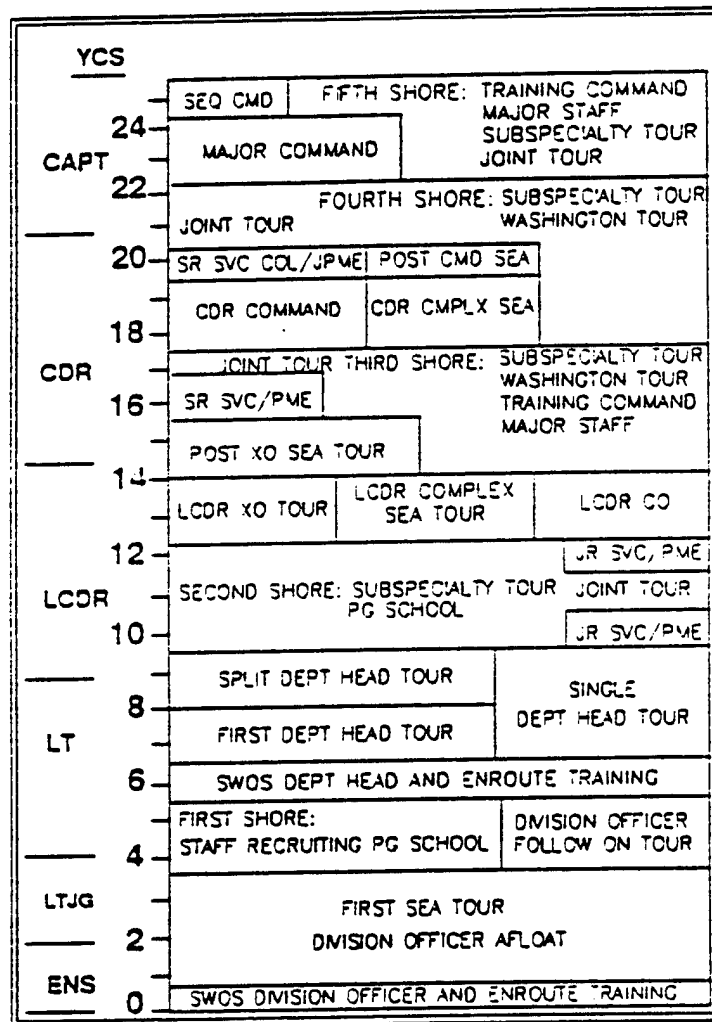 YCS
SEQ CMD
FIFTH SHORE: TRAINING COMMAND
MAJOR STAFF
SUBSPECIALTY TOUR
JOINT TOUR
24
MAJOR COMMAND
CAPT
22
FOURTH SHORE: SUBSPECIALTY TOUR
WASHINGTON TOUR
JOINT TOUR
20
SR SVC COL/JPME
POST CMD SEA
CDR COMMAND
CDR CMPLX SEA
18
CDR
JOINT TOUR THIRD SHORE: SUBSPECIALTY TOUR
WASHINGTON TOUR
TRAINING COMMAND
MAJOR STAFF
16
SR SVC/PME
POST XO SEA TOUR
14
LCDR XO TOUR
LCDR COMPLEX
SEA TOUR
LCDR CO
12
JR SVC/PME
LCDR
SECOND SHORE: SUBSPECIALTY TOUR
PG SCHOOL
JOINT TOUR
10
JR SVC/PME
SPLIT DEPT HEAD TOUR
SINGLE
DEPT HEAD TOUR
8
FIRST DEPT HEAD TOUR
LT
6
SWOS DEPT HEAD AND ENROUTE TRAINING
FIRST SHORE:
STAFF RECRUITING PG SCHOOL
DIVISION OFFICER
FOLLOW ON TOUR
4
LTJG
FIRST SEA TOUR
DIVISION OFFICER AFLOAT
2
ENS
0
SWOS DIVISION OFFICER AND ENROUTE TRAINING